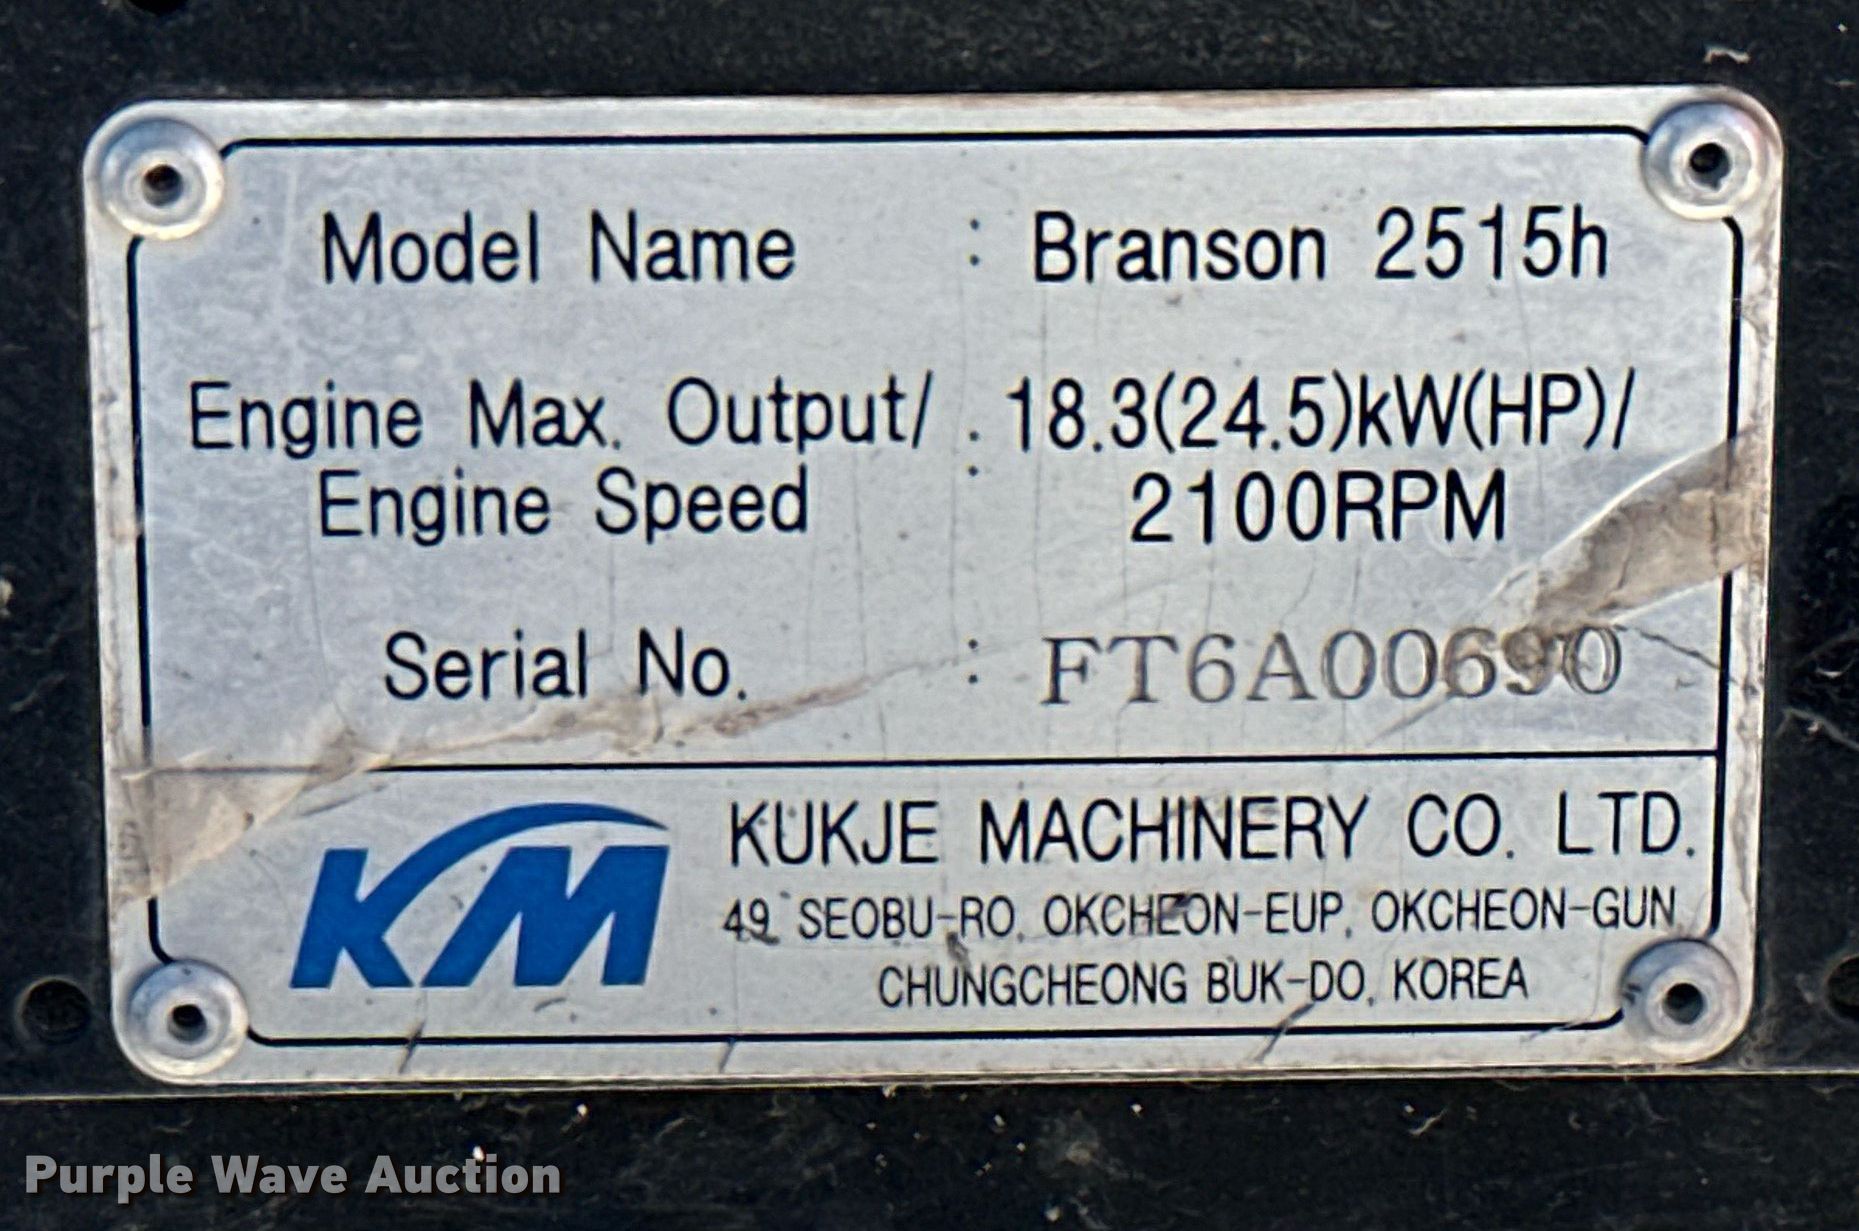 Model Name : Branson 2515h
Engine Max. Output/ : 18.3(24.5)kW(HP)/
Engine Speed 2100RPM
Serial No. : FT6A00690
KM KUKJE MACHINERY CO. LTD.
49 SEOBU-RO, OKCHEON-EUP, OKCHEON-GUN,
CHUNGCHEONG BUK-DO, KOREA
Purple Wave Auction